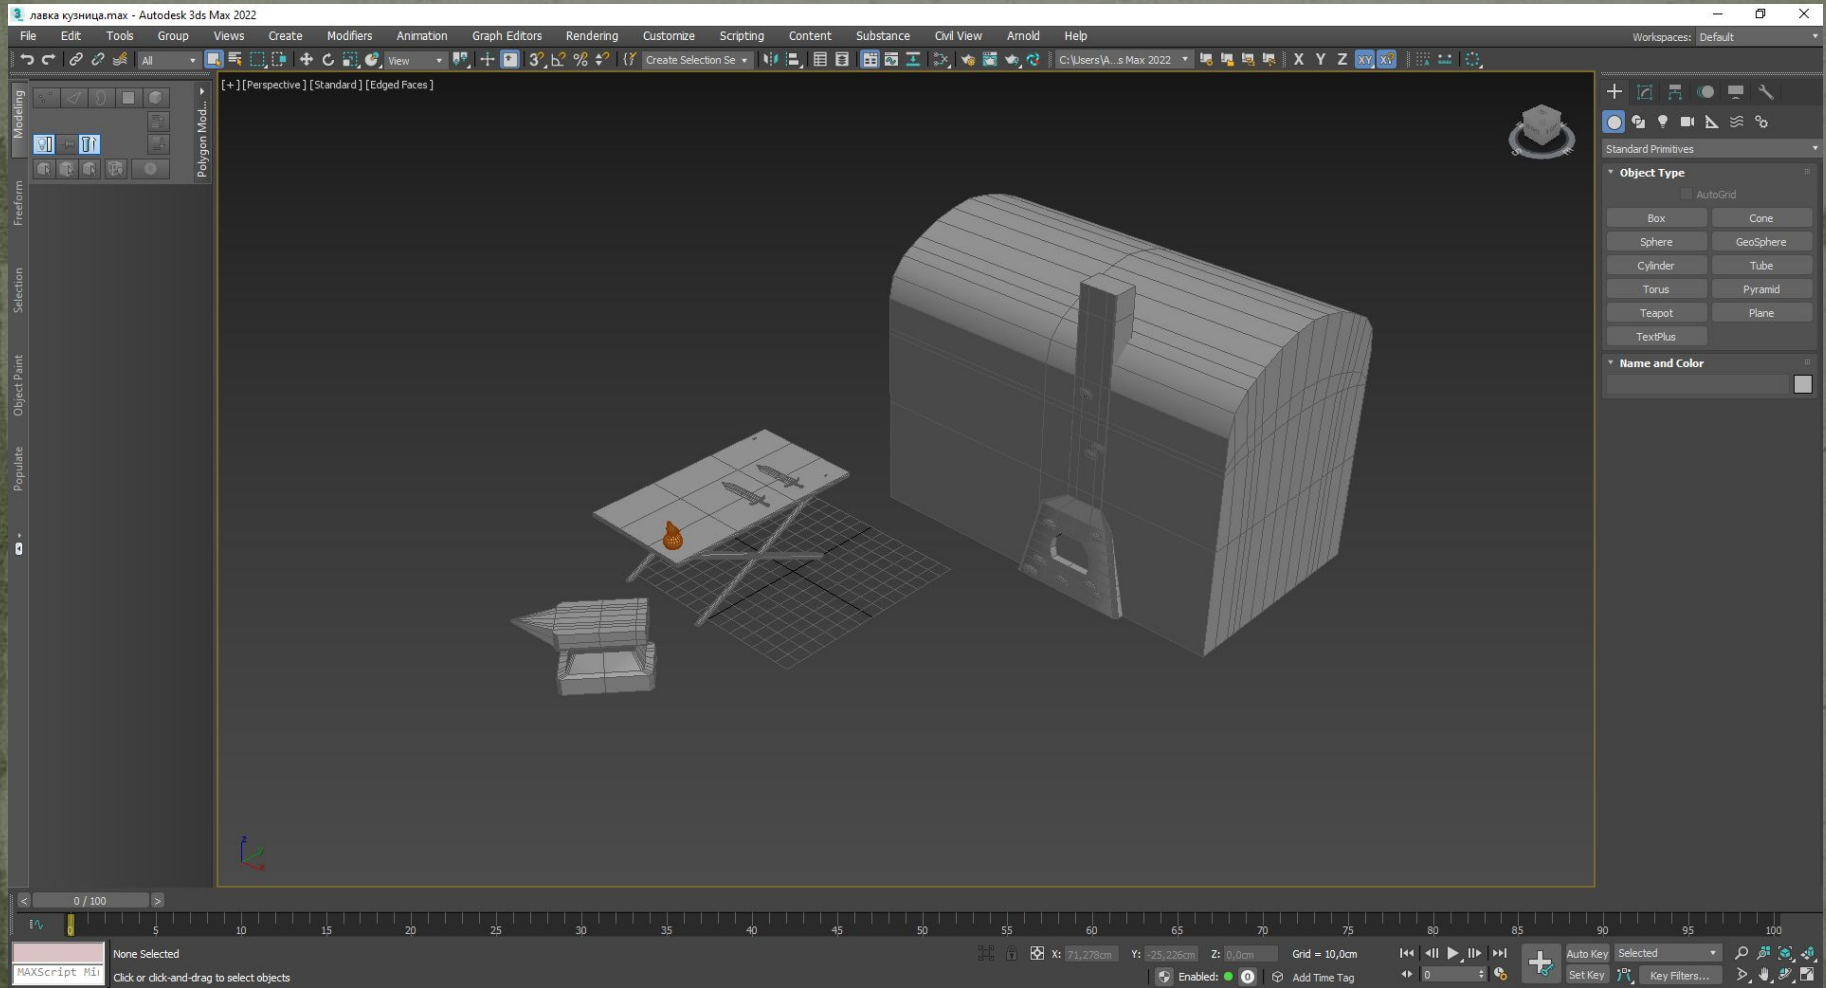 лавка кузница.max - Autodesk 3ds Max 2022
File Edit Tools Group Views Create Modifiers Animation Graph Editors Rendering Customize Scripting Content Substance Civil View Arnold Help
Workspaces: Default
All View Create Selection Se C:\Users\A...s Max 2022 X Y Z XY
[+] [Perspective] [Standard] [Edged Faces]
Modeling
Freeform
Selection
Object Paint
Populate
Polygon Mod...
Standard Primitives
Object Type
AutoGrid
Box Cone
Sphere GeoSphere
Cylinder Tube
Torus Pyramid
Teapot Plane
TextPlus
Name and Color
0 / 100
0 5 10 15 20 25 30 35 40 45 50 55 60 65 70 75 80 85 90 95 100
None Selected
X: 71,278cm Y: -25,226cm Z: 0,0cm Grid = 10,0cm
Auto Key Selected
MAXScript Mi
Click or click-and-drag to select objects
Enabled: 0 Add Time Tag
0
Set Key Key Filters...